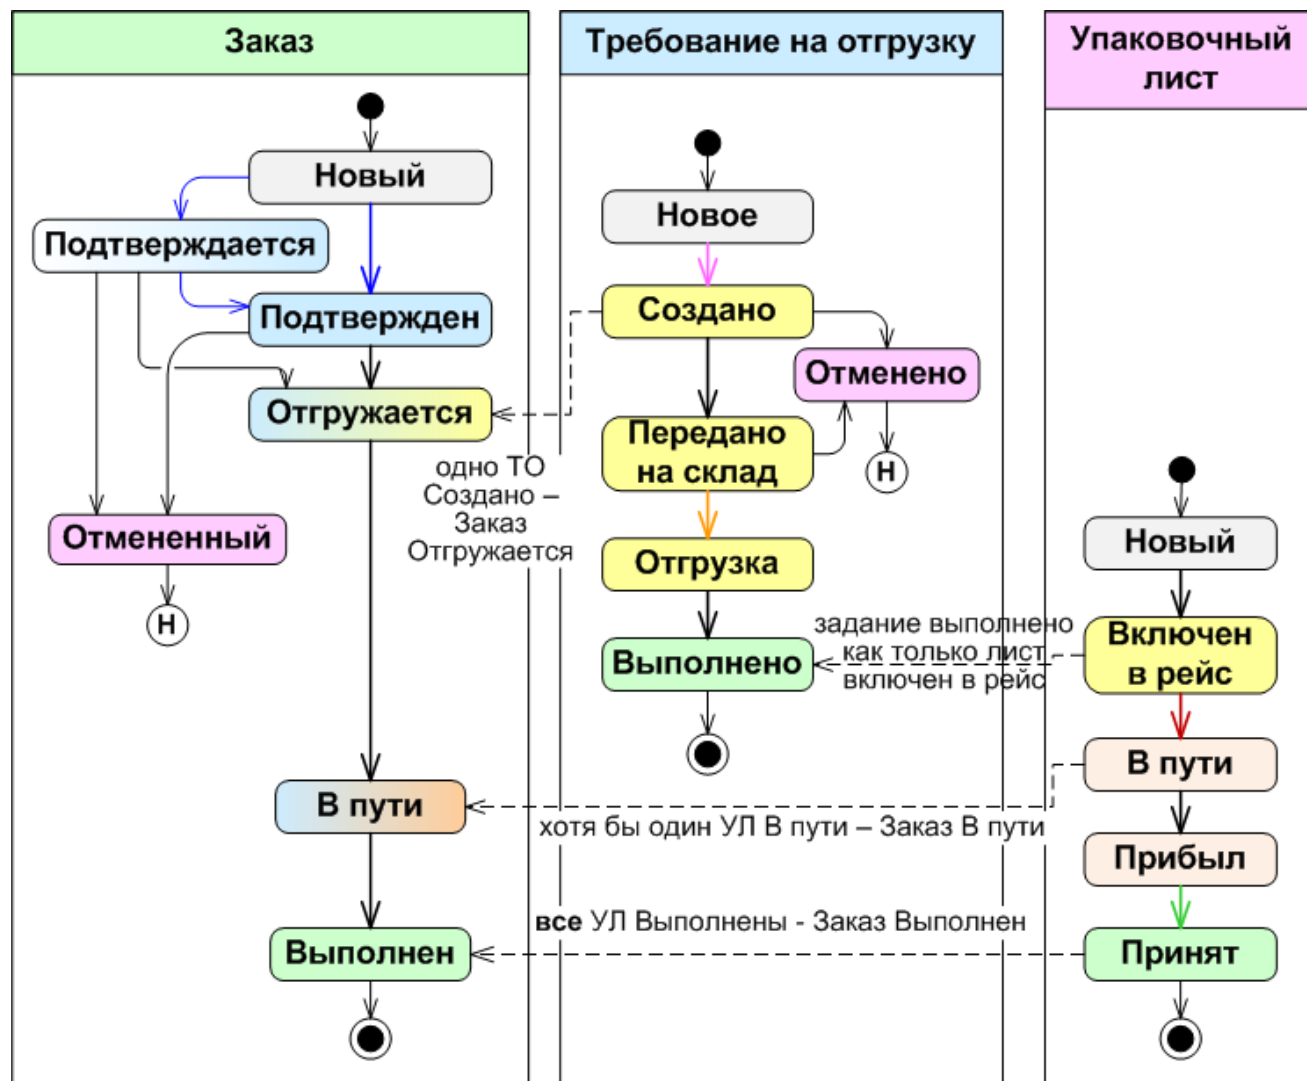 Заказ
Новый
Подтверждается
Подтвержден
Отгружается
Отмененный
Н
В пути
Выполнен
одно ТО
Создано –
Заказ
Отгружается
Требование на отгрузку
Новое
Создано
Отменено
Передано
на склад
Н
Отгрузка
Выполнено
задание выполнено
как только лист
включен в рейс
хотя бы один УЛ В пути – Заказ В пути
все УЛ Выполнены - Заказ Выполнен
Упаковочный
лист
Новый
Включен
в рейс
В пути
Прибыл
Принят